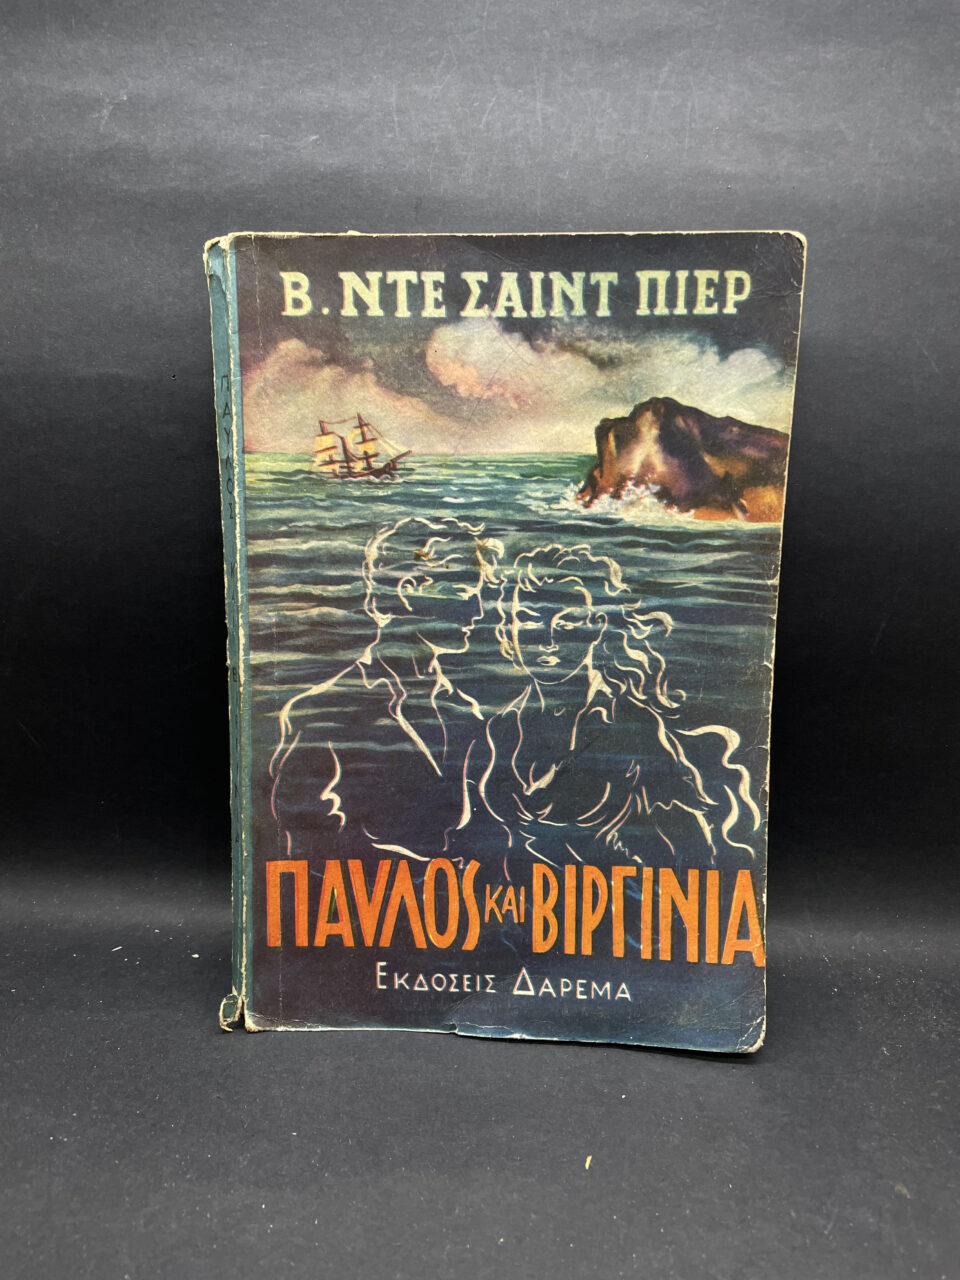 Β. ΝΤΕ ΣΑΙΝΤ ΠΙΕΡ
ΠΑΥΛΟΣ ΚΑΙ ΒΙΡΓΙΝΙΑ
ΕΚΔΟΣΕΙΣ ΔΑΡΕΜΑ